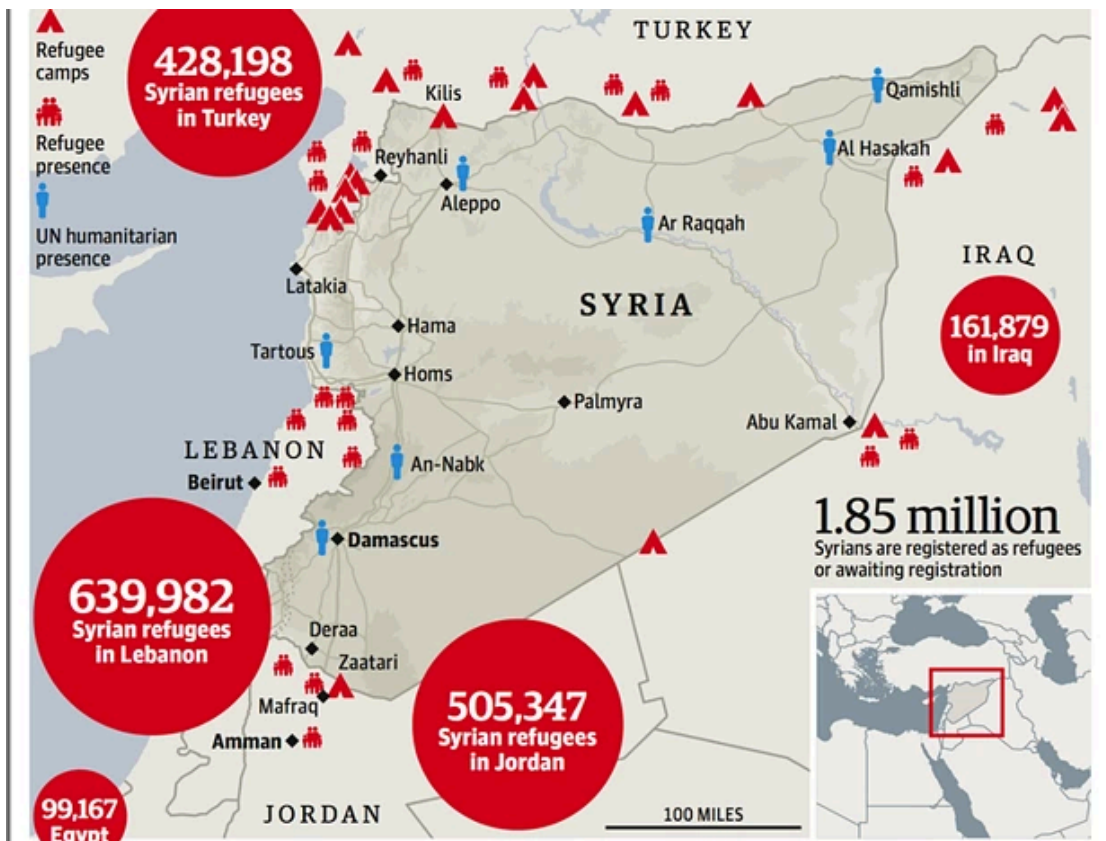 Refugee
camps
Refugee
presence
UN humanitarian
presence
428,198
Syrian refugees
in Turkey
TURKEY
Kilis
Qamishli
Reyhanli
Al Hasakah
Aleppo
Ar Raqqah
IRAQ
Latakia
SYRIA
161,879
in Iraq
Hama
Tartous
Homs
Palmyra
Abu Kamal
LEBANON
An-Nabk
Beirut
1.85 million
Syrians are registered as refugees
or awaiting registration
Damascus
639,982
Syrian refugees
in Lebanon
Deraa
Zaatari
Mafraq
505,347
Syrian refugees
in Jordan
Amman
99,167
Egypt
JORDAN
100 MILES